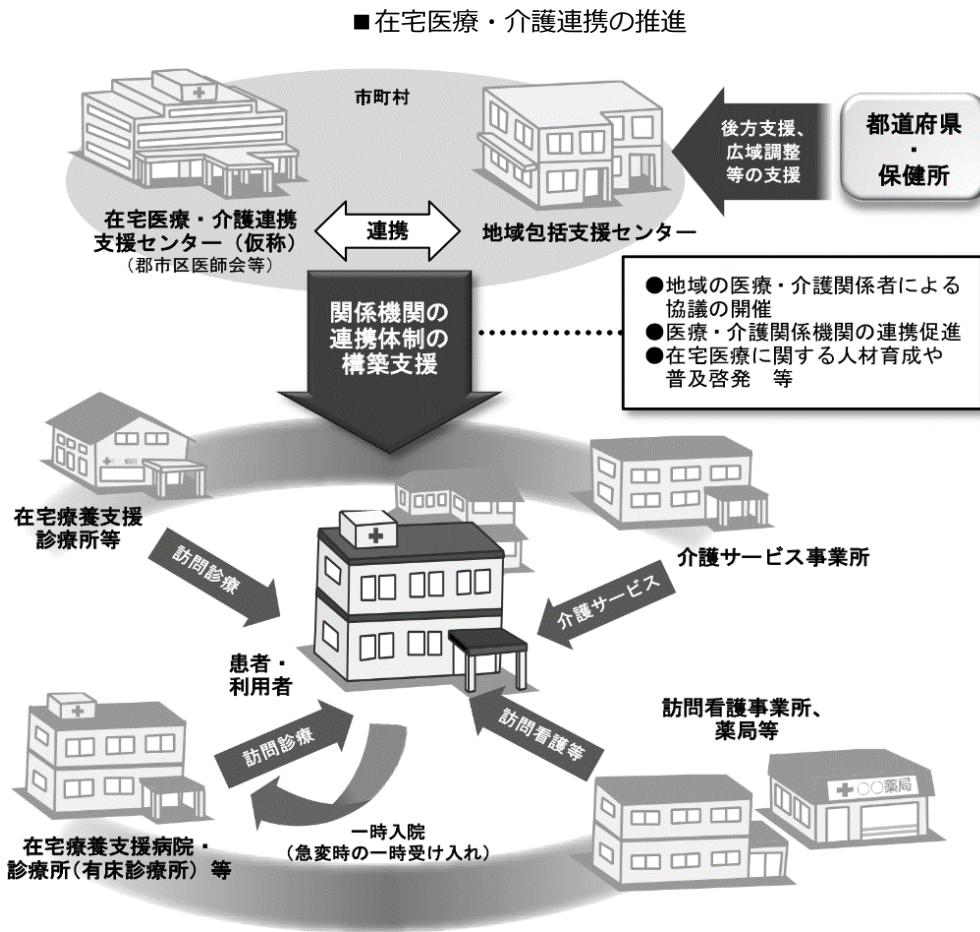 ■在宅医療・介護連携の推進
市町村
在宅医療・介護連携
支援センター（仮称）
（郡市区医師会等）
連携
地域包括支援センター
後方支援、
広域調整
等の支援
都道府県
・
保健所
関係機関の
連携体制の
構築支援
●地域の医療・介護関係者による
協議の開催
●医療・介護関係機関の連携促進
●在宅医療に関する人材育成や
普及啓発　等
在宅療養支援
診療所等
訪問診療
介護サービス事業所
介護サービス
患者・
利用者
訪問看護事業所、
薬局等
訪問診療
訪問看護等
〇〇薬局
一時入院
（急変時の一時受け入れ）
在宅療養支援病院・
診療所（有床診療所）等